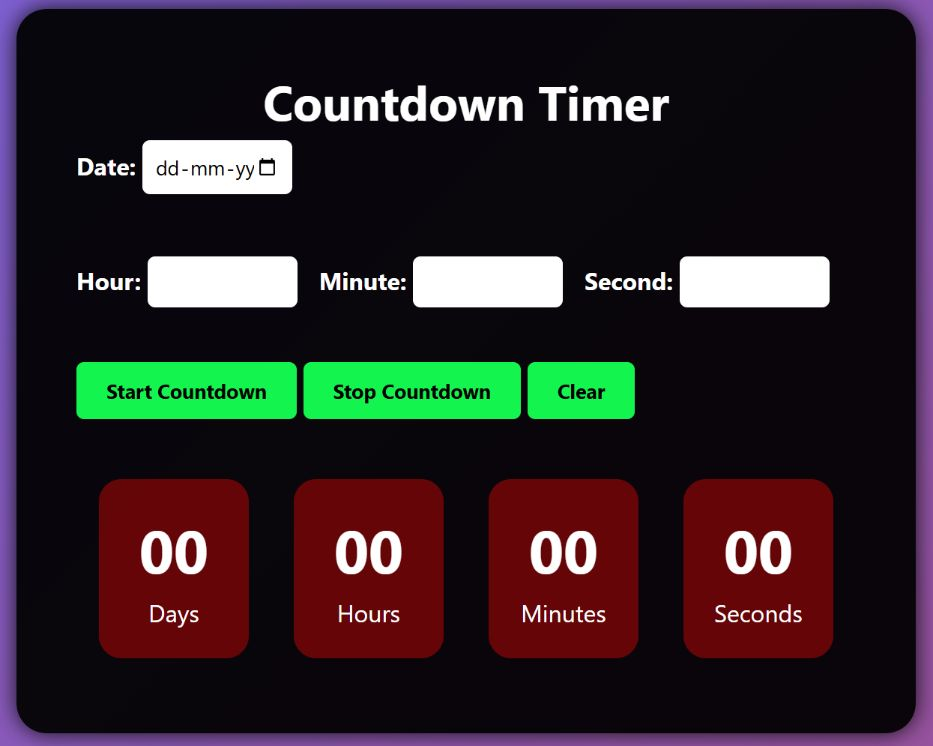 Countdown Timer
Date: dd-mm-yy
Hour: Minute: Second:
Start Countdown Stop Countdown Clear
00 00 00 00
Days Hours Minutes Seconds